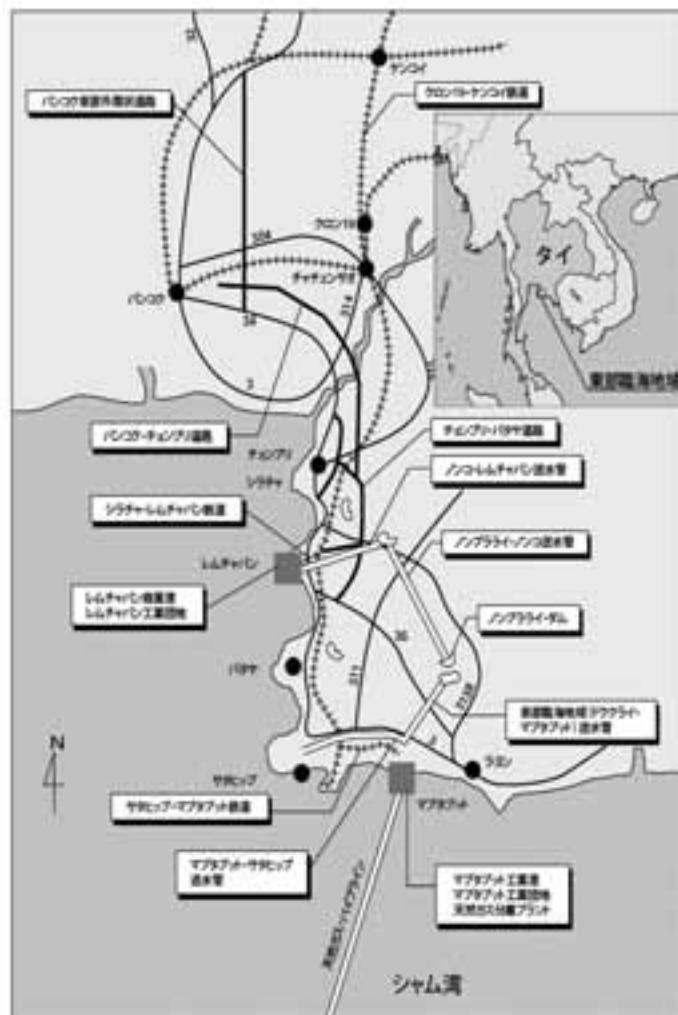 32
ケンコイ
バンコク東部外環状道路
クロン19-ケンコイ鉄道
クロン19
タイ
304
チャチェンサオ
バンコク
34
314
3
東部臨海地域
バンコク-チョンブリ道路
チョンブリ-パタヤ道路
チョンブリ
シラチャ
ノンコ-レムチャバン送水管
シラチャ-レムチャバン鉄道
レムチャバン
ノンプラライ-ノンコ送水管
レムチャバン商業港
レムチャバン工業団地
ノンプラライ・ダム
36
パタヤ
331
東部臨海地域(ドクライ-
マプタプット)送水管
N
3
ラヨン
サタヒップ
マプタプット
サタヒップ-マプタプット鉄道
マプタプット-サタヒップ
送水管
マプタプット工業港
マプタプット工業団地
天然ガス分離プラント
天然ガス・パイプライン
シャム湾